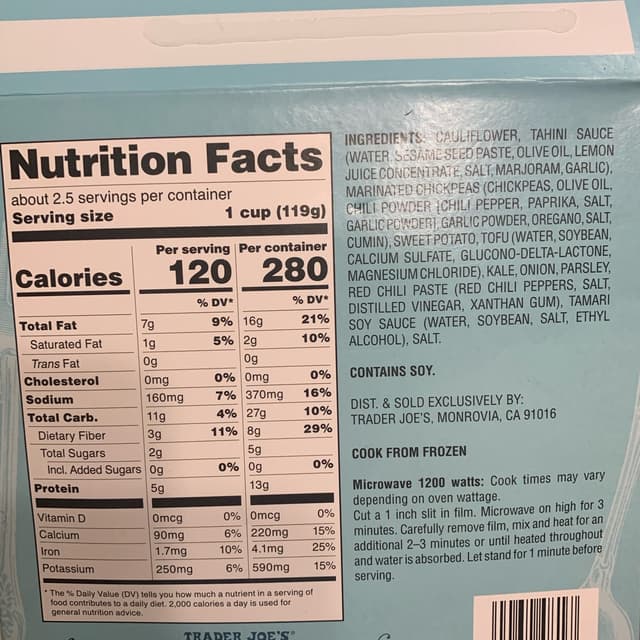 Nutrition Facts
about 2.5 servings per container
Serving size 1 cup (119g)
Per serving Per container
Calories 120 280
% DV* % DV*
Total Fat 7g 9% 16g 21%
Saturated Fat 1g 5% 2g 10%
Trans Fat 0g 0g
Cholesterol 0mg 0% 0mg 0%
Sodium 160mg 7% 370mg 16%
Total Carb. 11g 4% 27g 10%
Dietary Fiber 3g 11% 8g 29%
Total Sugars 2g 5g
Incl. Added Sugars 0g 0% 0g 0%
Protein 5g 13g
Vitamin D 0mcg 0% 0mcg 0%
Calcium 90mg 6% 220mg 15%
Iron 1.7mg 10% 4.1mg 25%
Potassium 250mg 6% 590mg 15%
* The % Daily Value (DV) tells you how much a nutrient in a serving of
food contributes to a daily diet. 2,000 calories a day is used for
general nutrition advice.
TRADER JOE'S®
INGREDIENTS: CAULIFLOWER, TAHINI SAUCE
(WATER, SESAME SEED PASTE, OLIVE OIL, LEMON
JUICE CONCENTRATE, SALT, MARJORAM, GARLIC),
MARINATED CHICKPEAS (CHICKPEAS, OLIVE OIL,
CHILI POWDER [CHILI PEPPER, PAPRIKA, SALT,
GARLIC POWDER], GARLIC POWDER, OREGANO, SALT,
CUMIN), SWEET POTATO, TOFU (WATER, SOYBEAN,
CALCIUM SULFATE, GLUCONO-DELTA-LACTONE,
MAGNESIUM CHLORIDE), KALE, ONION, PARSLEY,
RED CHILI PASTE (RED CHILI PEPPERS, SALT,
DISTILLED VINEGAR, XANTHAN GUM), TAMARI
SOY SAUCE (WATER, SOYBEAN, SALT, ETHYL
ALCOHOL), SALT.
CONTAINS SOY.
DIST. & SOLD EXCLUSIVELY BY:
TRADER JOE'S, MONROVIA, CA 91016
COOK FROM FROZEN
Microwave 1200 watts: Cook times may vary
depending on oven wattage.
Cut a 1 inch slit in film. Microwave on high for 3
minutes. Carefully remove film, mix and heat for an
additional 2–3 minutes or until heated throughout
and water is absorbed. Let stand for 1 minute before
serving.